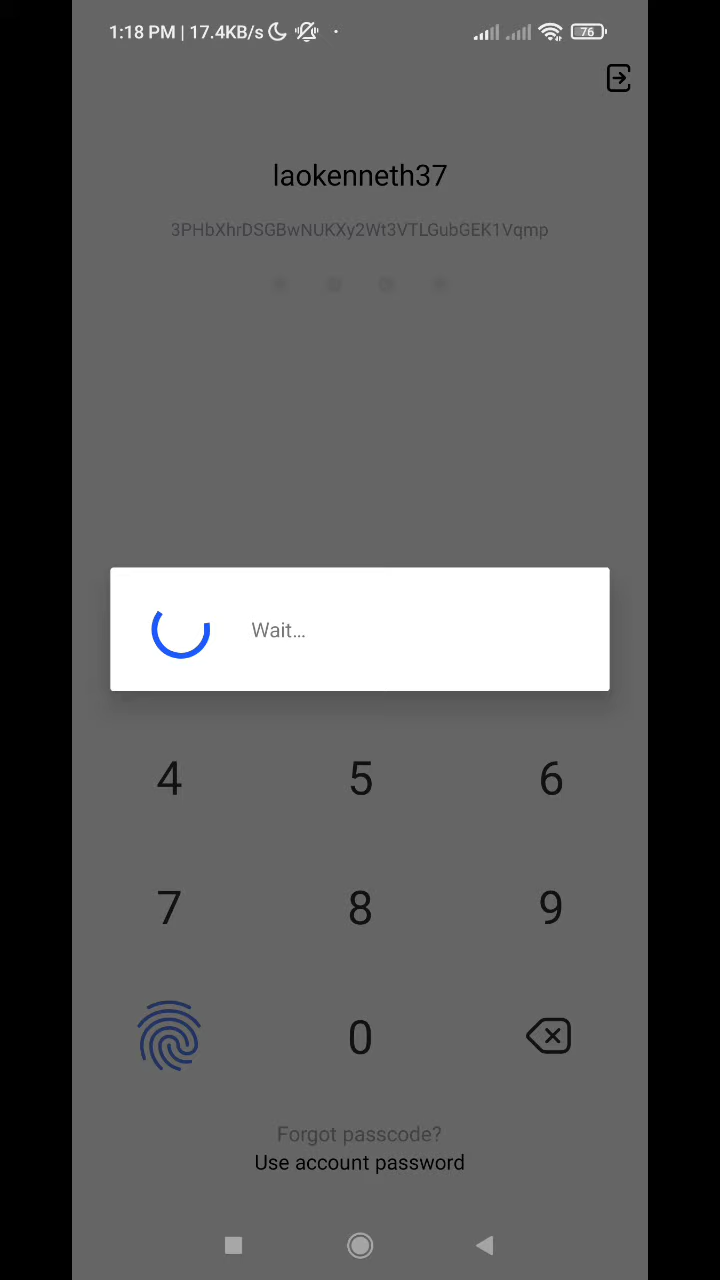 1:18 PM | 17.4KB/s
76
laokenneth37
3PHbXhrDSGBwNUKXy2Wt3VTLGubGEK1Vqmp
Wait...
4 5 6
7 8 9
0
Forgot passcode?
Use account password